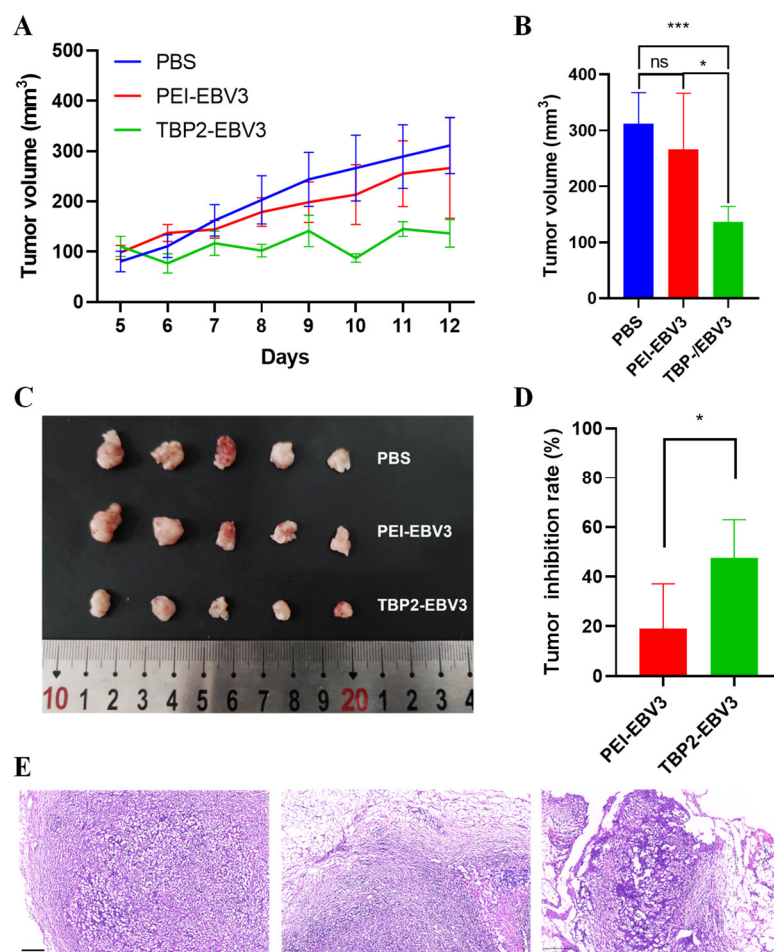 A
Tumor volume (mm3)
500
400
300
200
100
0
PBS
PEI-EBV3
TBP2-EBV3
5 6 7 8 9 10 11 12
Days
B
Tumor volume (mm3)
400
300
200
100
0
***
ns *
PBS
PEI-EBV3
TBP-/EBV3
C
PBS
PEI-EBV3
TBP2-EBV3
10 1 2 3 4 5 6 7 8 9 20 1 2 3 4
D
Tumor inhibition rate (%)
100
80
60
40
20
0
*
PEI-EBV3
TBP2-EBV3
E